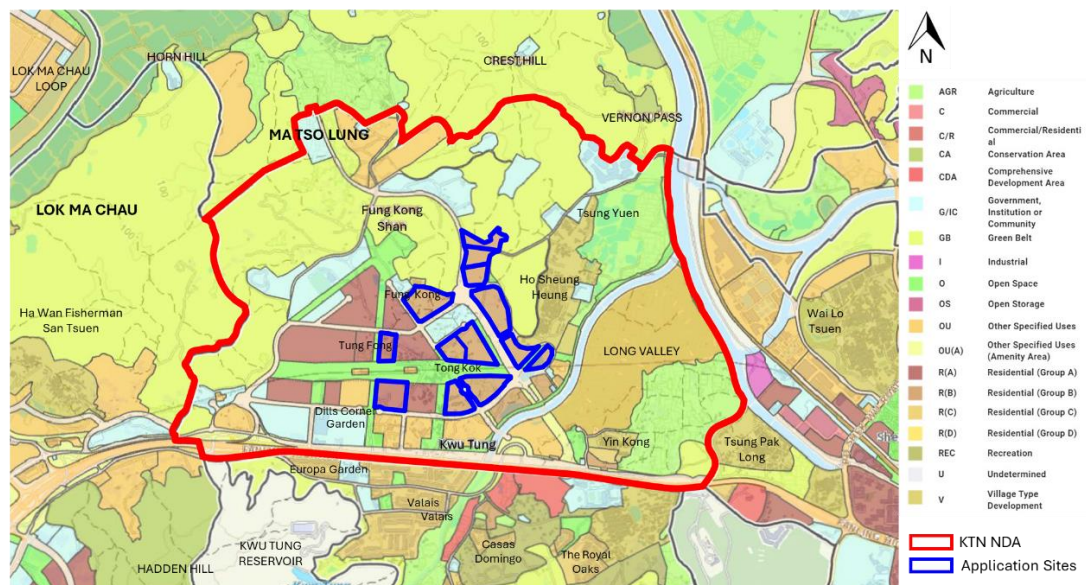 HORN HILL
LOK MA CHAU
LOOP
CREST HILL
100
100
VERNON PASS
MA TSO LUNG
LOK MA CHAU
Fung Kong
Shan
Tsung Yuen
100
Ho Sheung
Heung
Fung Kong
Ha Wan Fisherman
San Tsuen
Wai Lo
Tsuen
Tung Fong
LONG VALLEY
Tong Kok
Dills Corner
Garden
Kwu Tung
Yin Kong
Tsung Pak
Long
Europa Garden
Valais
Valais
KWU TUNG
RESERVOIR
Casas
Domingo
The Royal
Oaks
HADDEN HILL
N
AGR Agriculture
C Commercial
C/R Commercial/Residenti
al
CA Conservation Area
CDA Comprehensive
Development Area
G/IC Government,
Institution or
Community
GB Green Belt
I Industrial
O Open Space
OS Open Storage
OU Other Specified Uses
OU(A) Other Specified Uses
(Amenity Area)
R(A) Residential (Group A)
R(B) Residential (Group B)
R(C) Residential (Group C)
R(D) Residential (Group D)
REC Recreation
U Undetermined
V Village Type
Development
KTN NDA
Application Sites